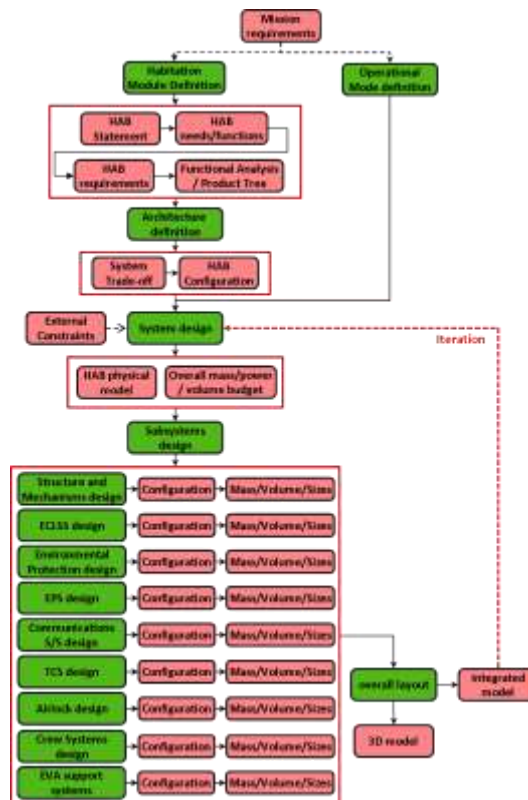 Mission
requirements
Habitation
Module Definition
Operational
Mode definition
HAB
Statement
HAB
needs/functions
HAB
requirements
Functional Analysis
/ Product Tree
Architecture
definition
System
Trade-off
HAB
Configuration
External
Constraints
System design
Iteration
HAB physical
model
Overall mass/power
/ volume budget
Subsystems
design
Structure and
Mechanisms design
Configuration
Mass/Volume/Sizes
ECLSS design
Configuration
Mass/Volume/Sizes
Environmental
Protection design
Configuration
Mass/Volume/Sizes
EPS design
Configuration
Mass/Volume/Sizes
Communications
S/S design
Configuration
Mass/Volume/Sizes
TCS design
Configuration
Mass/Volume/Sizes
overall layout
Integrated
model
Airlock design
Configuration
Mass/Volume/Sizes
3D model
Crew Systems
design
Configuration
Mass/Volume/Sizes
EVA support
systems
Configuration
Mass/Volume/Sizes